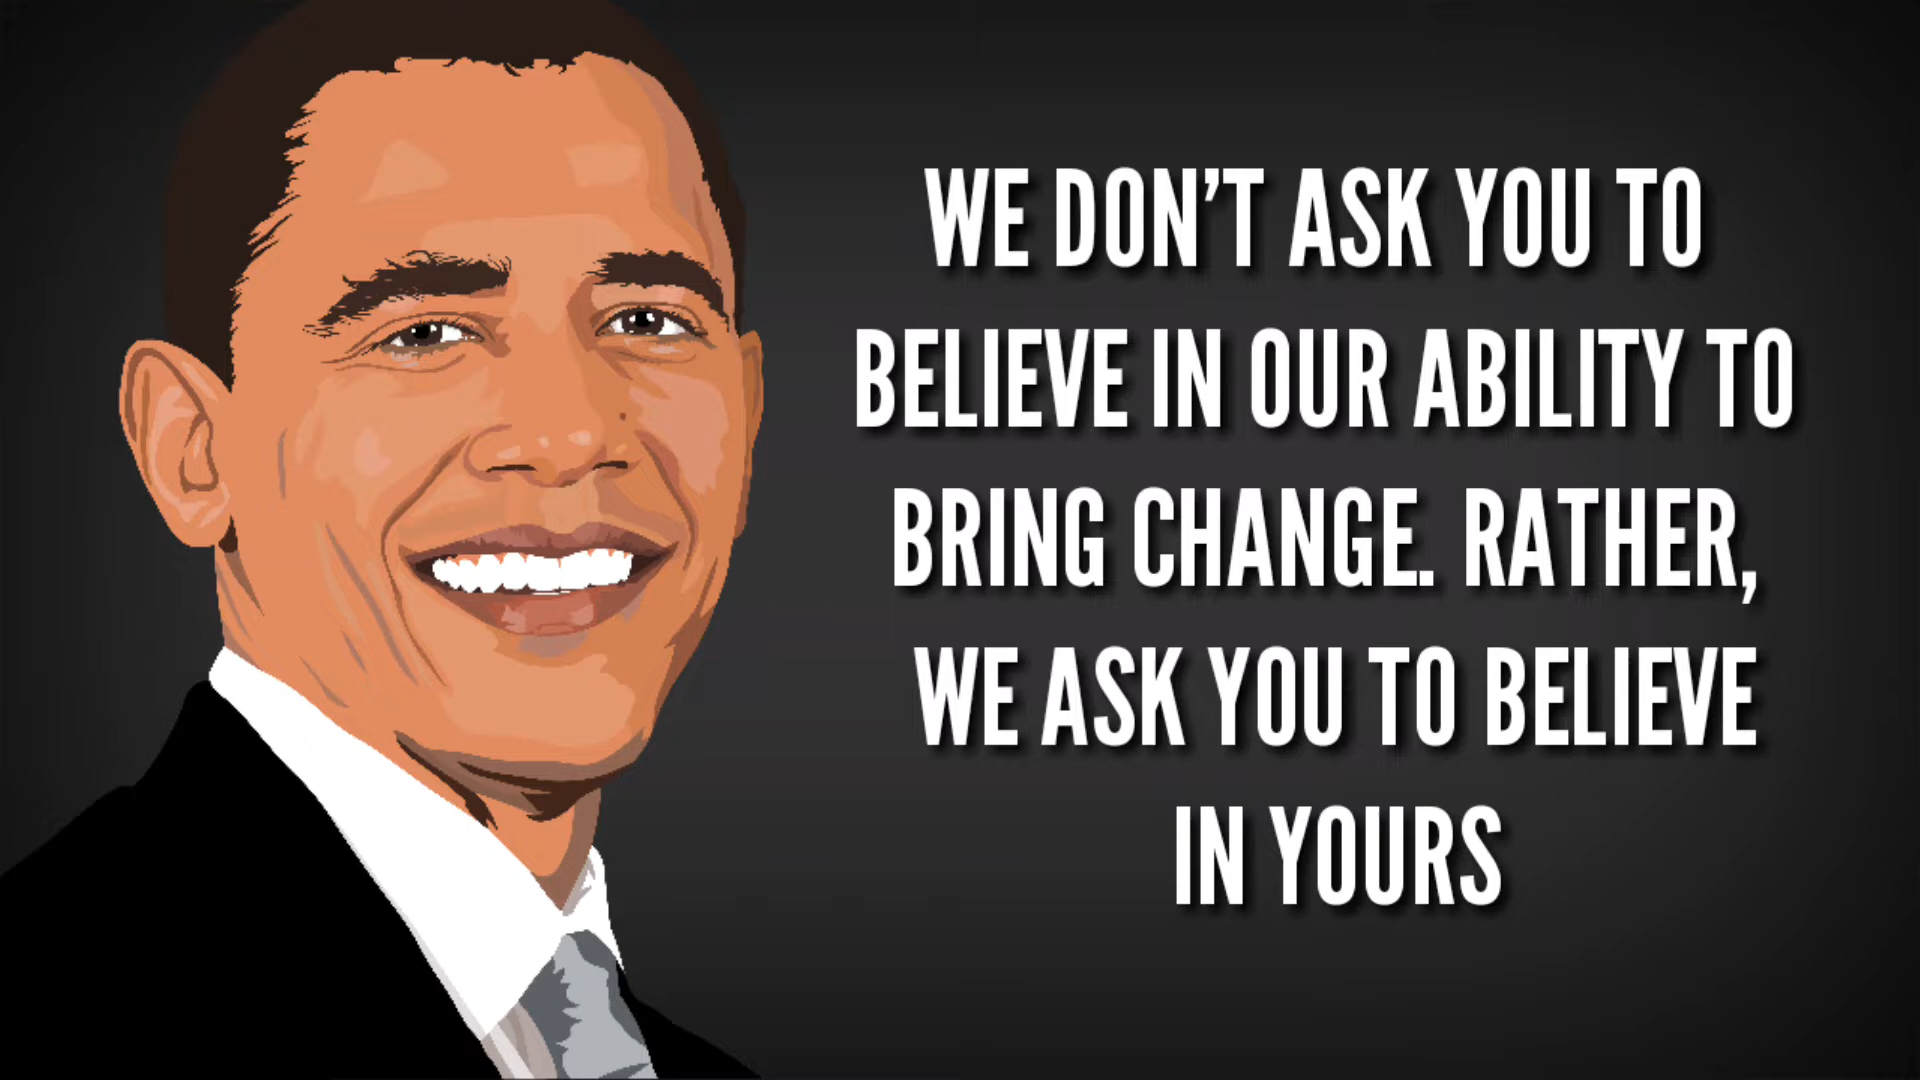 WE DON’T ASK YOU TO
BELIEVE IN OUR ABILITY TO
BRING CHANGE. RATHER,
WE ASK YOU TO BELIEVE
IN YOURS